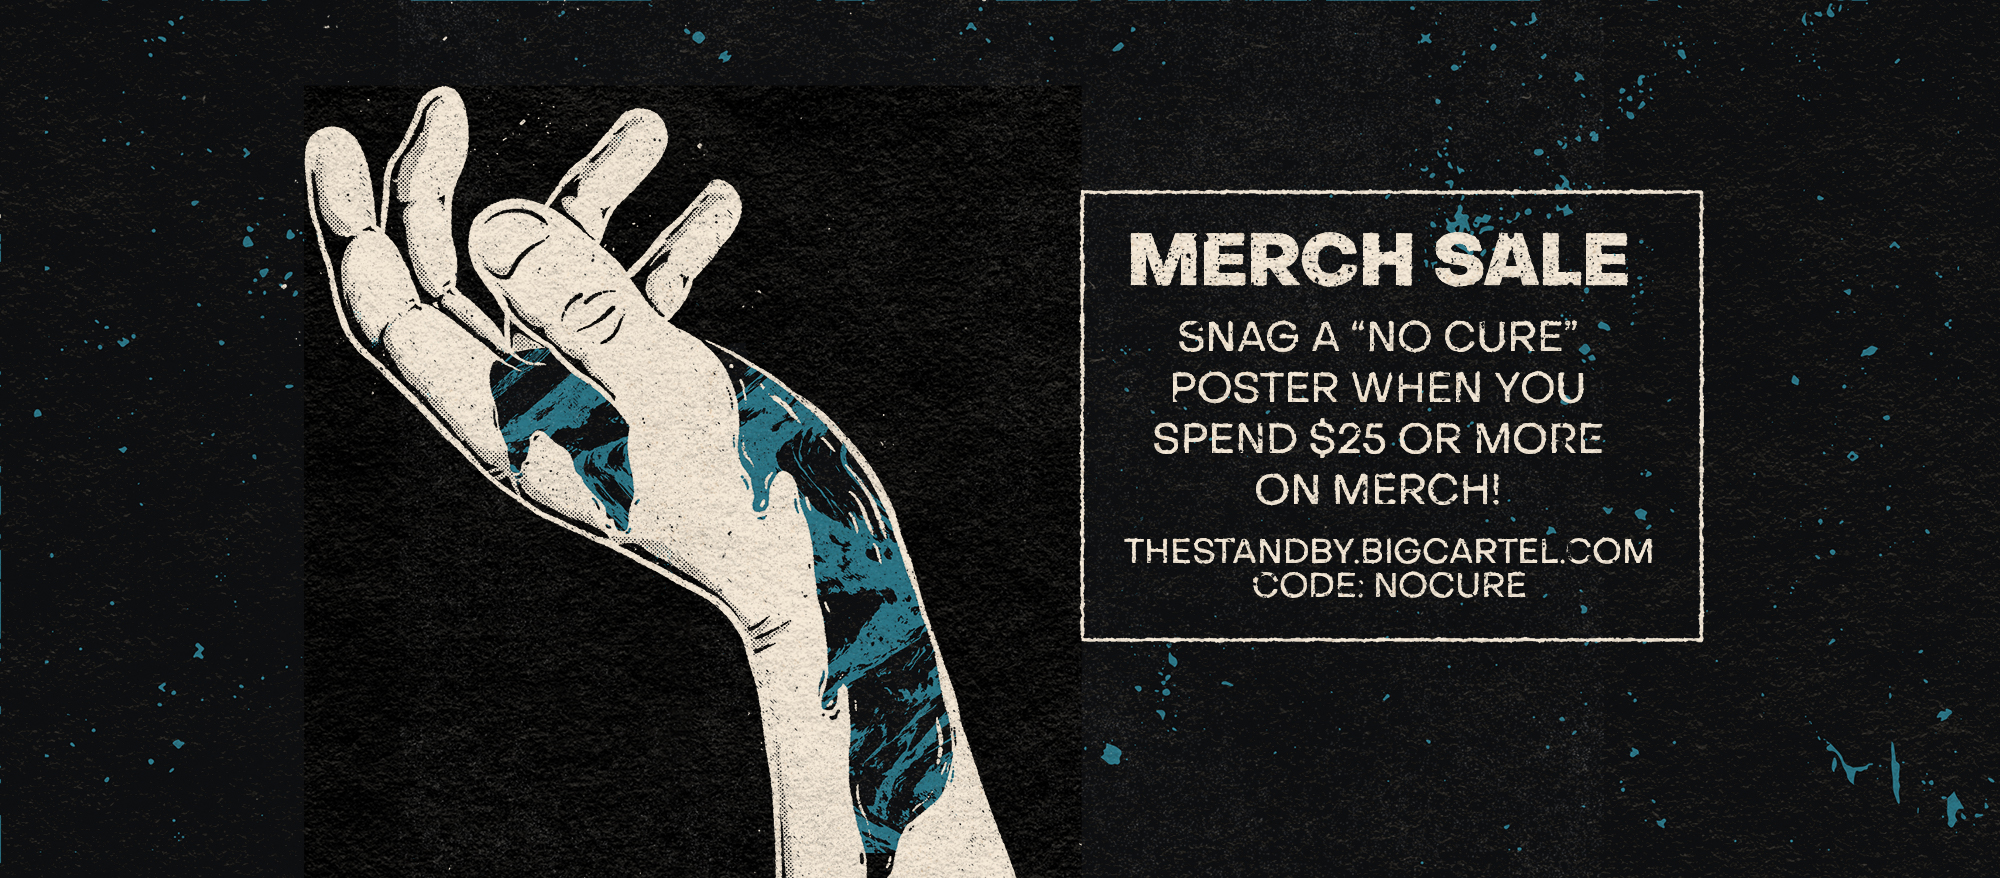 MERCH SALE
SNAG A “NO CURE”
POSTER WHEN YOU
SPEND $25 OR MORE
ON MERCH!
THESTANDBY.BIGCARTEL.COM
CODE: NOCURE